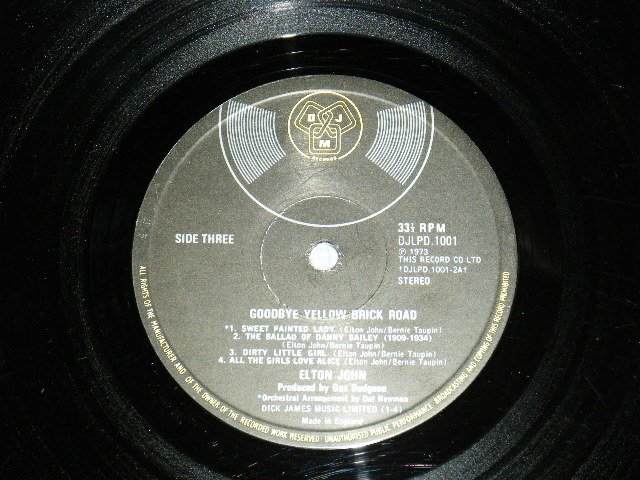 D J M
Records
SIDE THREE
33⅓ RPM
DJLPD.1001
℗ 1973
THIS RECORD CO LTD
†DJLPD.1001-2A†
STEREO
GOODBYE YELLOW BRICK ROAD
*1. SWEET PAINTED LADY (Elton John/Bernie Taupin)
2. THE BALLAD OF DANNY BAILEY (1909-1934)
(Elton John/Bernie Taupin)
3. DIRTY LITTLE GIRL (Elton John/Bernie Taupin)
4. ALL THE GIRLS LOVE ALICE (Elton John/Bernie Taupin)
ELTON JOHN
Produced by Gus Dudgeon
*Orchestral Arrangement by Del Newman
DICK JAMES MUSIC LIMITED (1-4)
Made in England
ALL RIGHTS OF THE MANUFACTURER AND OF THE OWNER OF THE RECORDED WORK RESERVED · UNAUTHORISED PUBLIC PERFORMANCE BROADCASTING AND COPYING OF THIS RECORD PROHIBITED